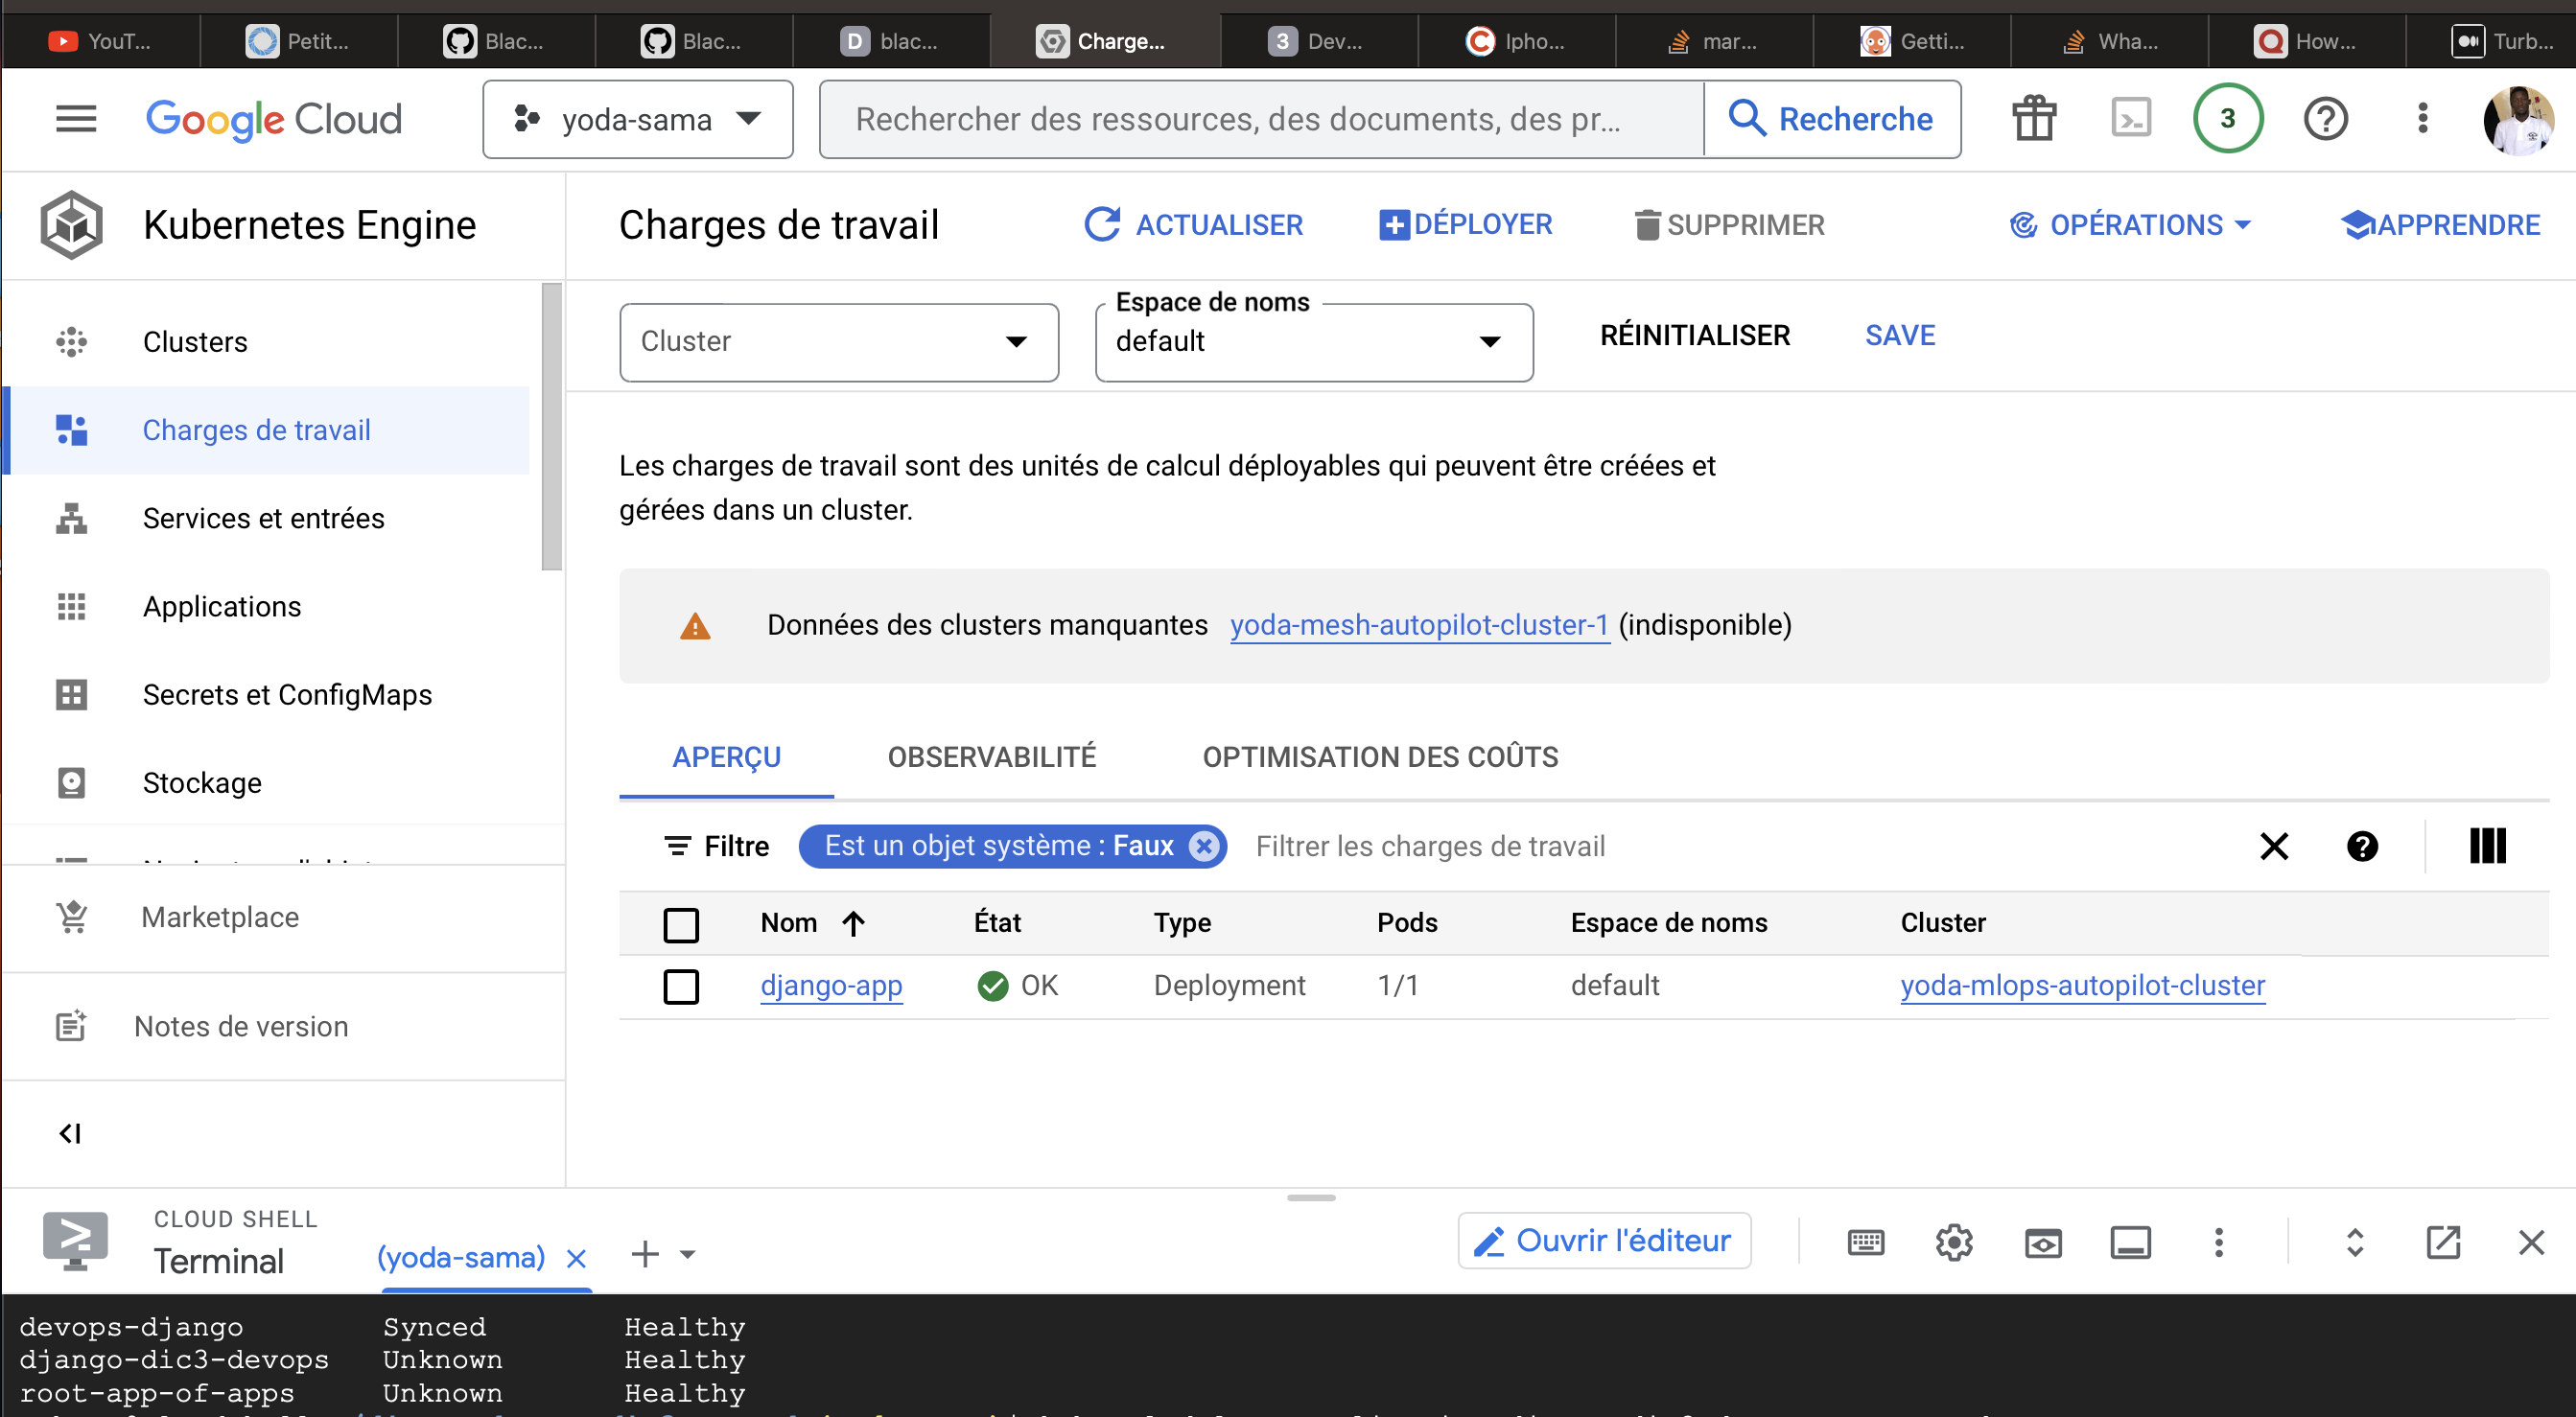 YouT...
Petit...
Blac...
Blac...
D blac...
Charge...
3 Dev...
Ipho...
mar...
Getti...
Wha...
How...
Turb...
Google Cloud
yoda-sama
Rechercher des ressources, des documents, des pr...
Recherche
3
Kubernetes Engine
Charges de travail
ACTUALISER
DÉPLOYER
SUPPRIMER
OPÉRATIONS
APPRENDRE
Clusters
Charges de travail
Services et entrées
Applications
Secrets et ConfigMaps
Stockage
Marketplace
Notes de version
Cluster
Espace de noms
default
RÉINITIALISER
SAVE
Les charges de travail sont des unités de calcul déployables qui peuvent être créées et
gérées dans un cluster.
Données des clusters manquantes yoda-mesh-autopilot-cluster-1 (indisponible)
APERÇU
OBSERVABILITÉ
OPTIMISATION DES COÛTS
Filtre
Est un objet système : Faux
Filtrer les charges de travail
Nom État Type Pods Espace de noms Cluster
django-app OK Deployment 1/1 default yoda-mlops-autopilot-cluster
CLOUD SHELL
Terminal
(yoda-sama)
Ouvrir l'éditeur
devops-django Synced Healthy
django-dic3-devops Unknown Healthy
root-app-of-apps Unknown Healthy